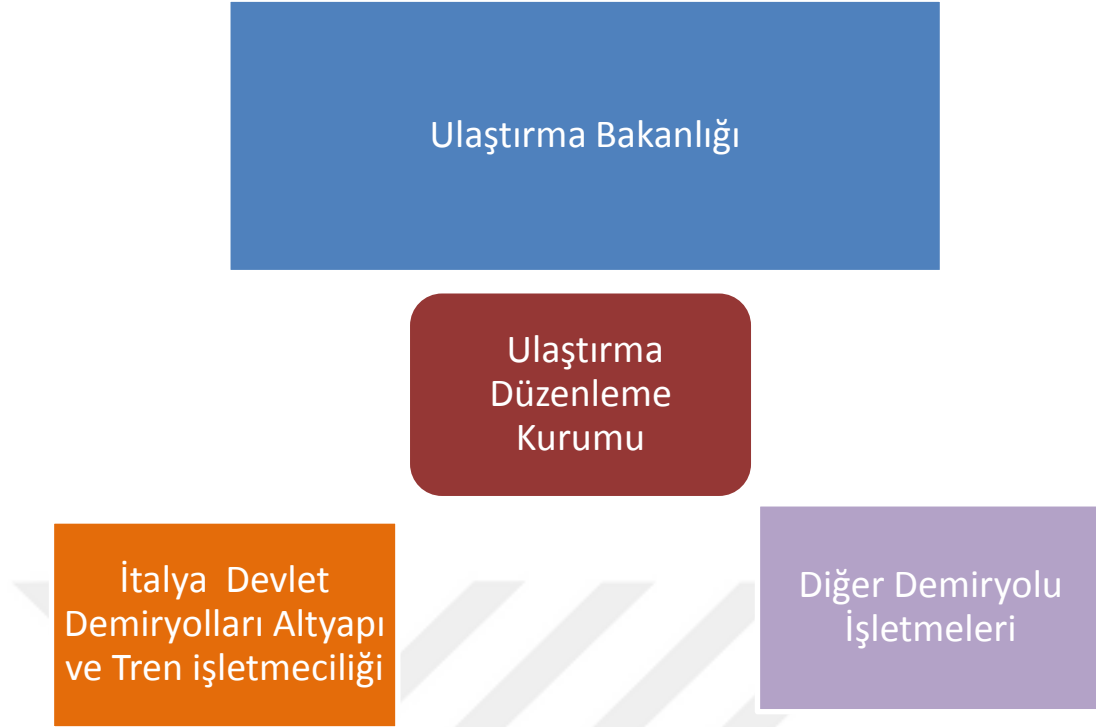 Ulaştırma Bakanlığı
Ulaştırma
Düzenleme
Kurumu
İtalya Devlet
Demiryolları Altyapı
ve Tren işletmeciliği
Diğer Demiryolu
İşletmeleri